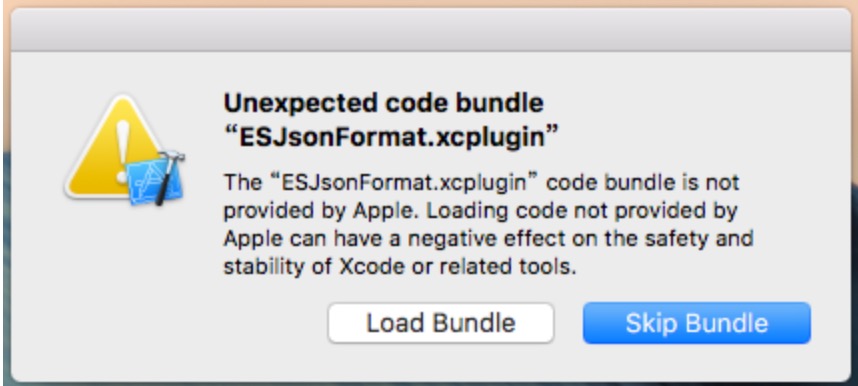 Unexpected code bundle
“ESJsonFormat.xcplugin”
The “ESJsonFormat.xcplugin” code bundle is not
provided by Apple. Loading code not provided by
Apple can have a negative effect on the safety and
stability of Xcode or related tools.
Load Bundle
Skip Bundle